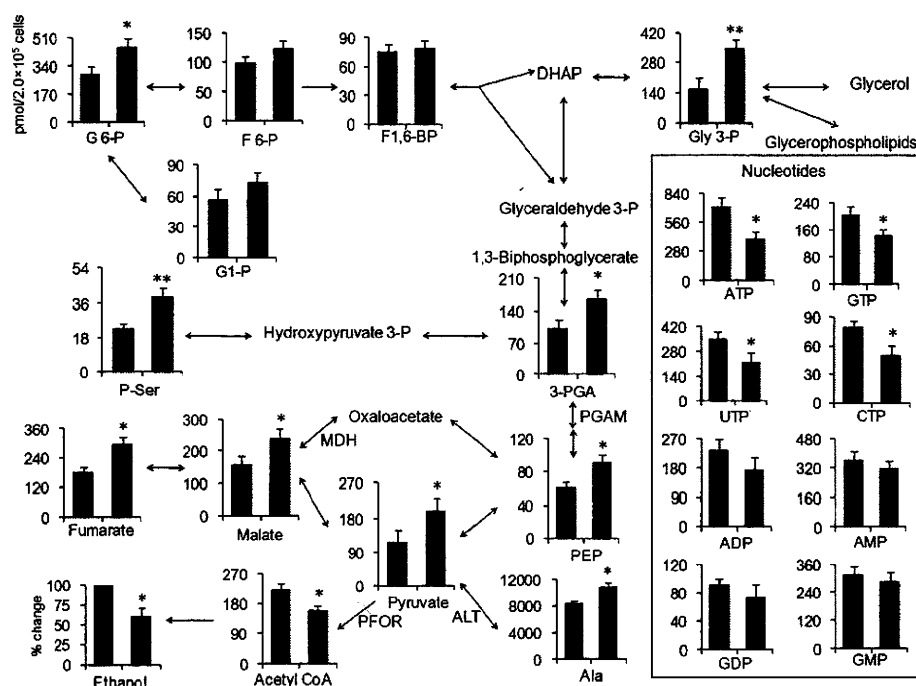 pmol/2.0×10⁵ cells
510
340
170
0
*
G 6-P
150
100
50
0
F 6-P
90
60
30
0
F1,6-BP
DHAP
420
280
140
0
**
Gly 3-P
Glycerol
Glycerophospholipids
90
60
30
0
G1-P
Glyceraldehyde 3-P
1,3-Biphosphoglycerate
54
36
18
0
**
P-Ser
Hydroxypyruvate 3-P
210
140
70
0
*
3-PGA
PGAM
360
240
120
0
*
Fumarate
300
200
100
0
*
Malate
MDH
Oxaloacetate
270
180
90
0
*
Pyruvate
120
80
40
0
*
PEP
% change
100
75
50
25
0
*
Ethanol
270
180
90
0
*
Acetyl CoA
PFOR
ALT
12000
8000
4000
0
*
Ala
Nucleotides
840
560
280
0
*
ATP
240
160
80
0
*
GTP
420
280
140
0
*
UTP
90
60
30
0
*
CTP
270
180
90
0
ADP
480
320
160
0
AMP
120
80
40
0
GDP
360
240
120
0
GMP